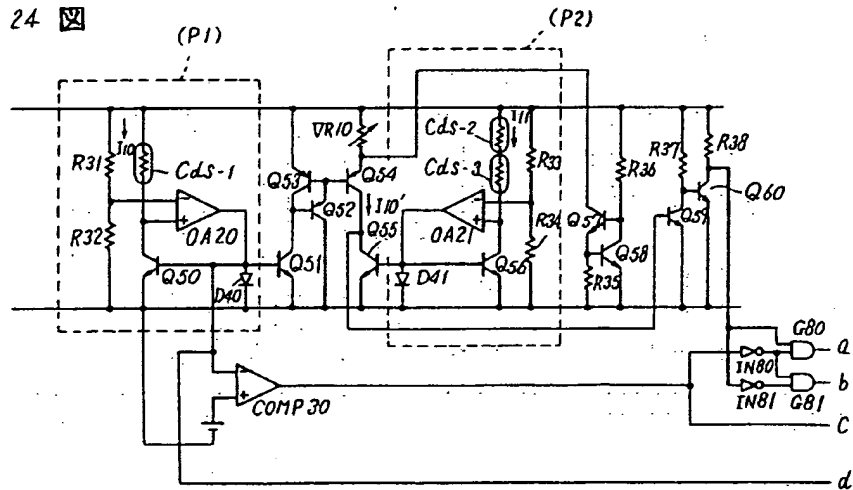 24 図
(P1)
(P2)
I10
R31
Cds-1
R32
OA20
Q50
D40
Q51
Q53
Q52
∇R10
Q54
I10'
Q55
Cds-2
I11
Cds-3
R33
OA21
R34
D41
Q56
Q57
R36
Q58
R35
R37
R38
Q59
Q60
COMP30
IN80
G80
a
IN81
G81
b
C
d